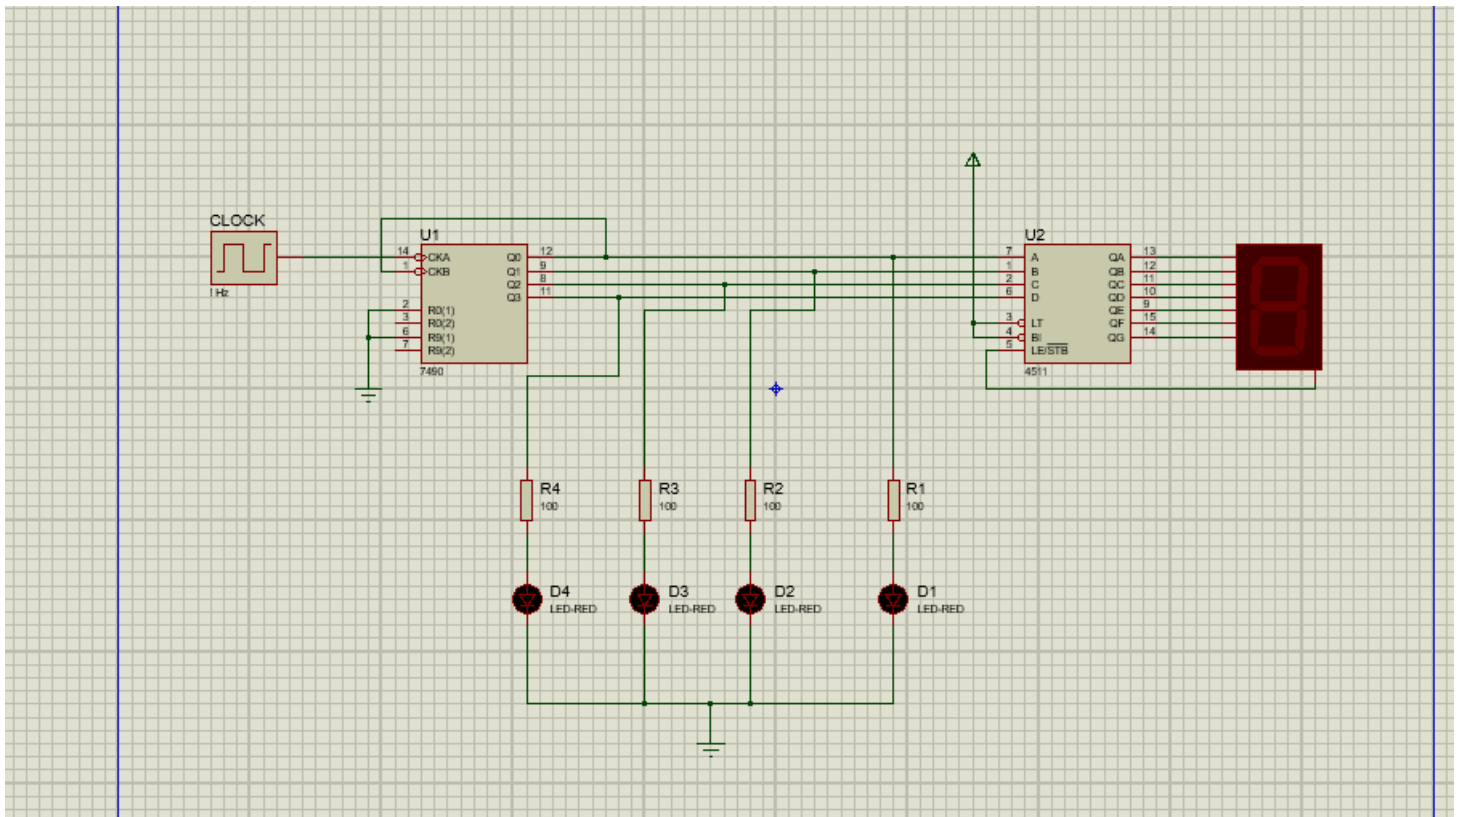 CLOCK
1 Hz
U1
14 CKA Q0 12
1 CKB Q1 9
Q2 8
Q3 11
2 R0(1)
3 R0(2)
6 R9(1)
7 R9(2)
7490
U2
7 A QA 13
1 B QB 12
2 C QC 11
6 D QD 10
QE 9
3 LT QF 15
4 BI QG 14
5 LE/STB
4511
R4
100
R3
100
R2
100
R1
100
D4
LED-RED
D3
LED-RED
D2
LED-RED
D1
LED-RED